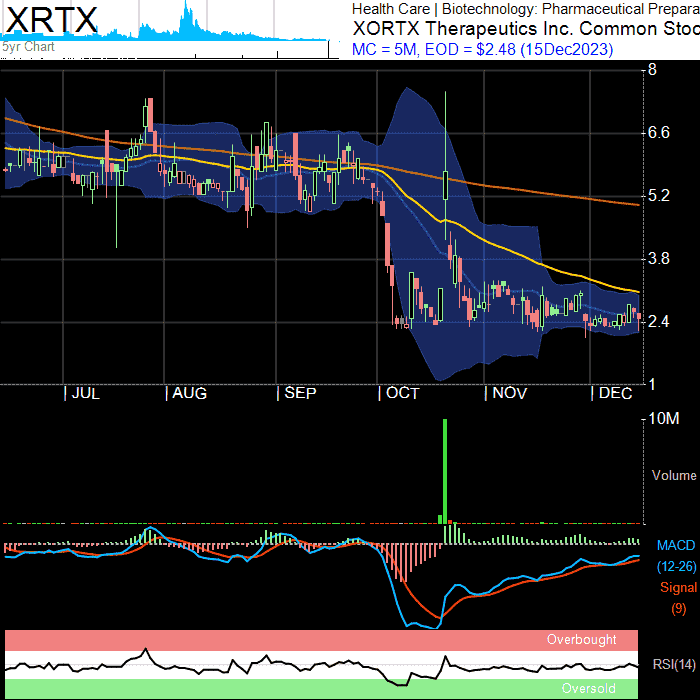 XRTX
5yr Chart
Health Care | Biotechnology: Pharmaceutical Prepara
XORTX Therapeutics Inc. Common Stoc
MC = 5M, EOD = $2.48 (15Dec2023)
8
6.6
5.2
3.8
2.4
1
| JUL | AUG | SEP | OCT | NOV | DEC
10M
Volume
MACD
(12-26)
Signal
(9)
Overbought
RSI(14)
Oversold